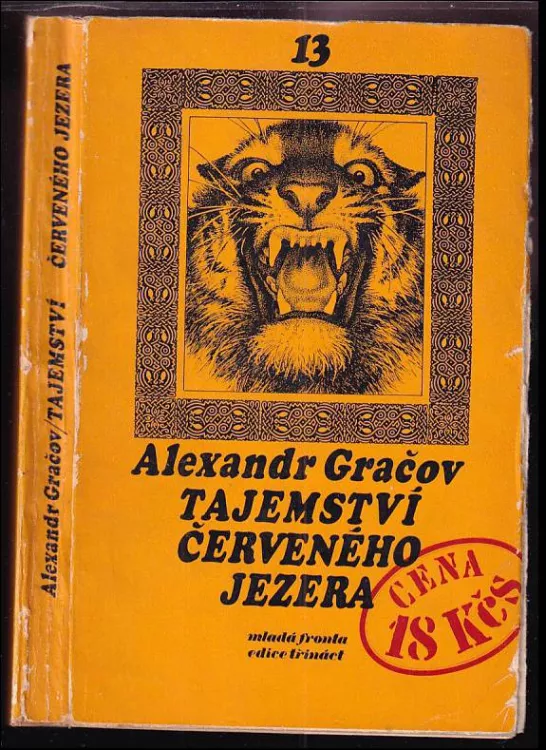 13
Alexandr Gračov
TAJEMSTVÍ
ČERVENÉHO
JEZERA
CENA
18 Kčs
mladá fronta
edice třináct
Alexandr Gračov/TAJEMSTVÍ ČERVENÉHO JEZERA